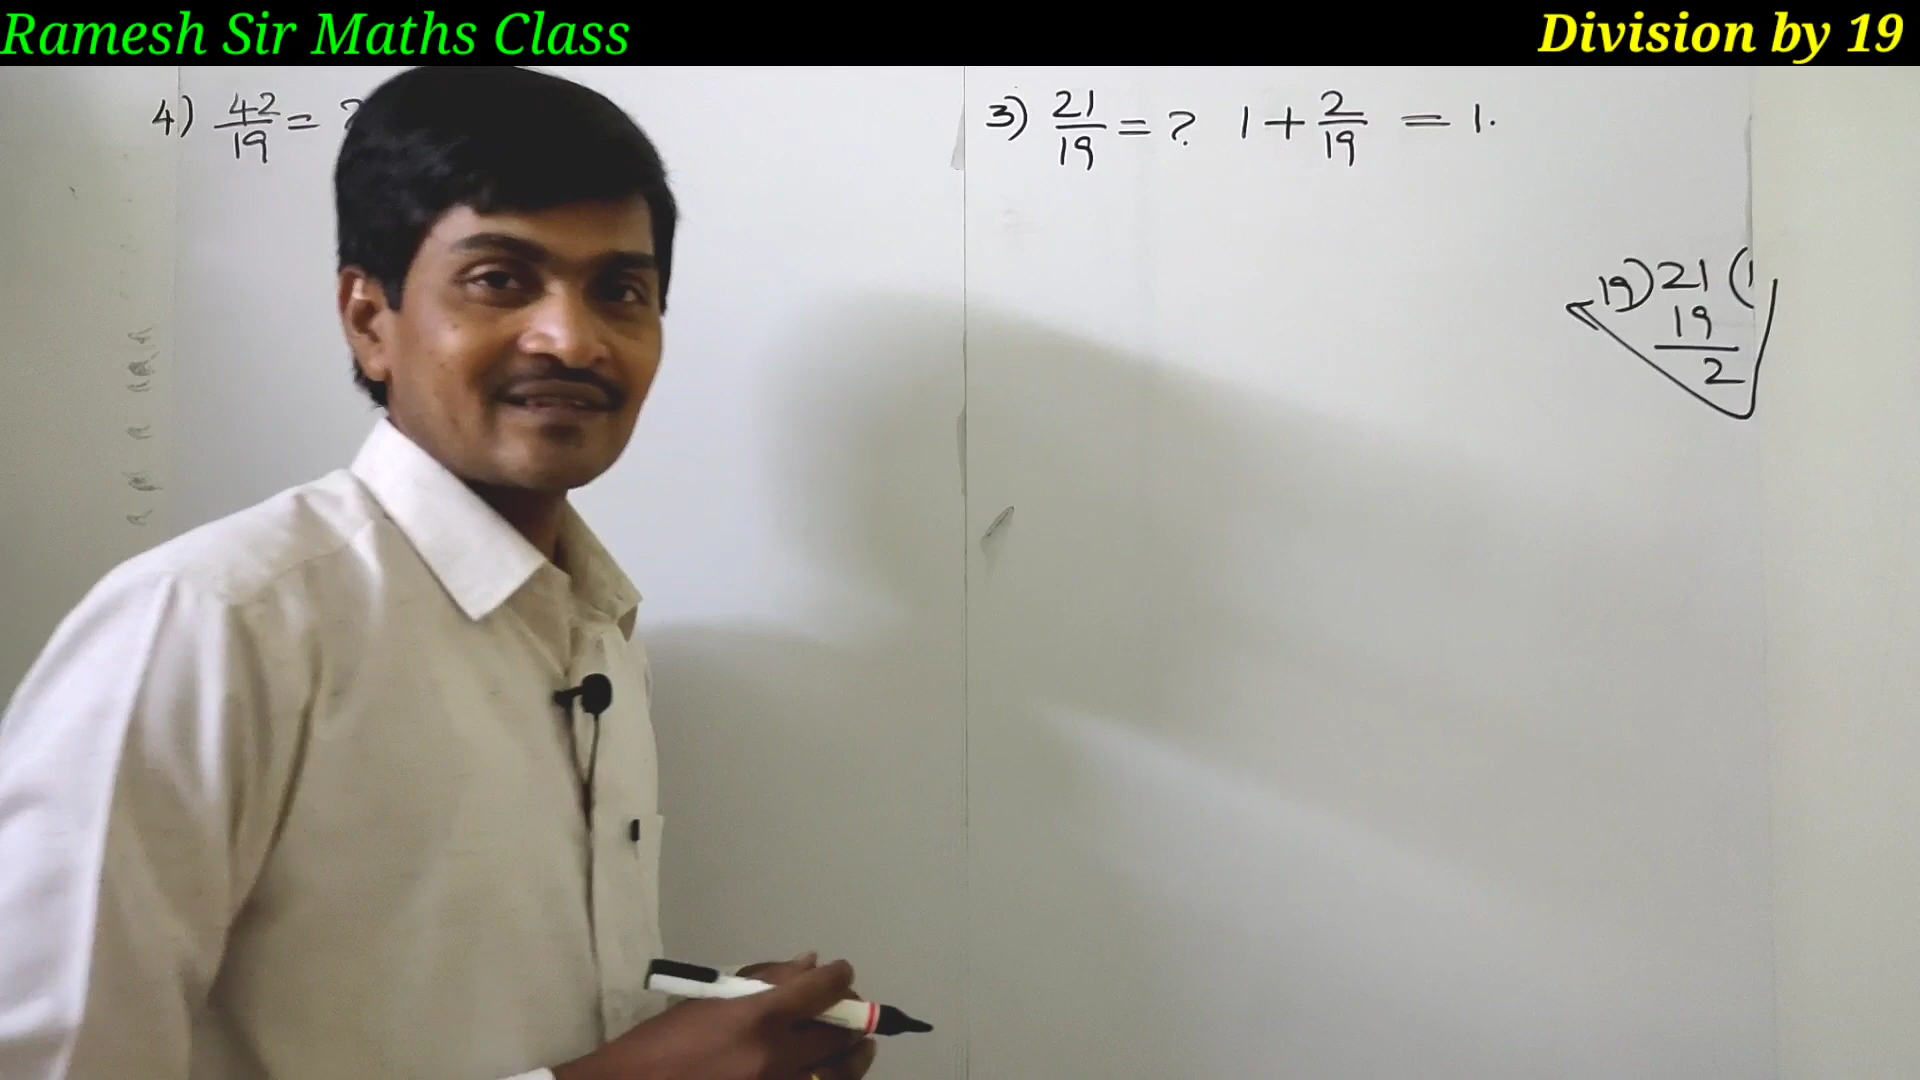 Ramesh Sir Maths Class
Division by 19
4) 42/19 = ?
3) 21/19 = ? 1 + 2/19 = 1.
19) 21 (1
19
2